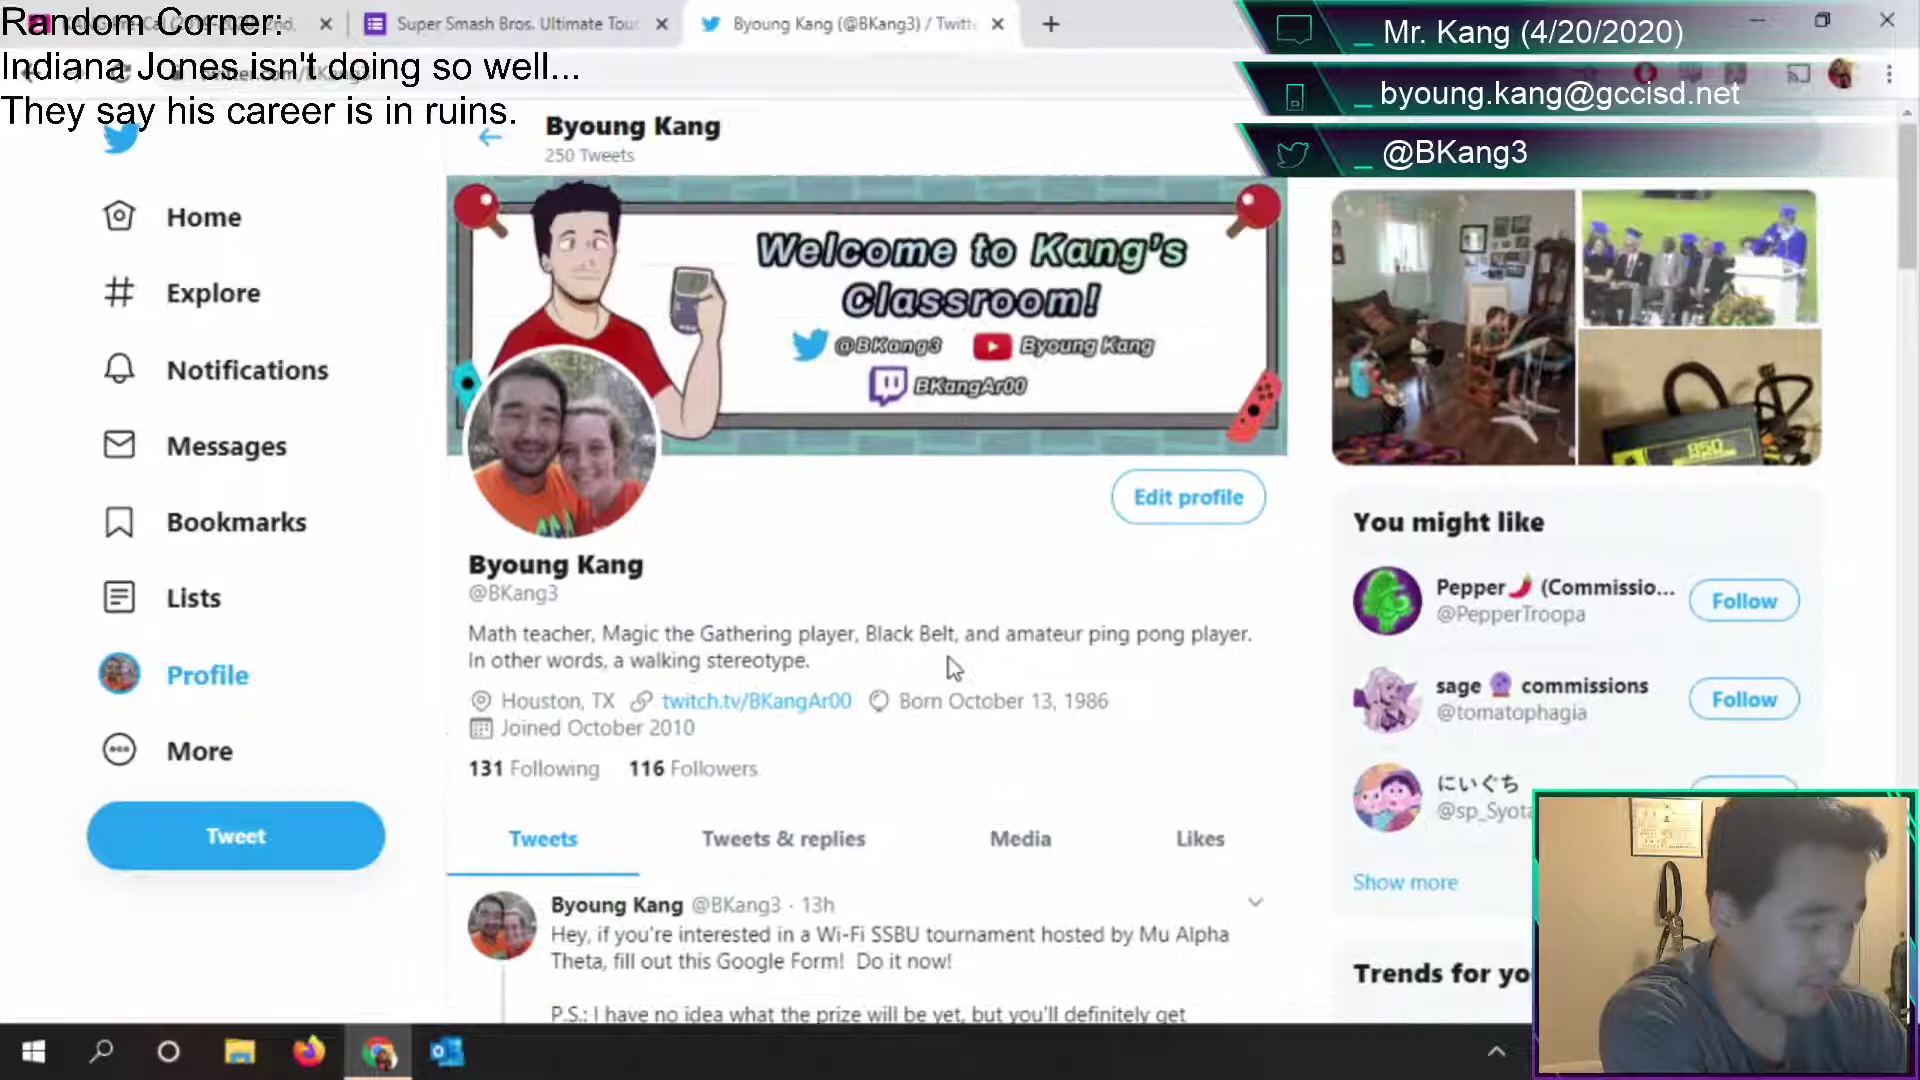 Random Corner:
Indiana Jones isn't doing so well...
They say his career is in ruins.
Super Smash Bros. Ultimate Tou
Byoung Kang (@BKang3) / Twitt
Mr. Kang (4/20/2020)
byoung.kang@gccisd.net
@BKang3
Home
Explore
Notifications
Messages
Bookmarks
Lists
Profile
More
Tweet
Byoung Kang
250 Tweets
Welcome to Kang's
Classroom!
@BKang3 Byoung Kang
BKangAr00
Edit profile
Byoung Kang
@BKang3
Math teacher, Magic the Gathering player, Black Belt, and amateur ping pong player.
In other words, a walking stereotype.
Houston, TX twitch.tv/BKangAr00 Born October 13, 1986
Joined October 2010
131 Following 116 Followers
Tweets Tweets & replies Media Likes
Byoung Kang @BKang3 · 13h
Hey, if you're interested in a Wi-Fi SSBU tournament hosted by Mu Alpha
Theta, fill out this Google Form! Do it now!
P.S.: I have no idea what the prize will be yet, but you'll definitely get
850
You might like
Pepper🌶️ (Commissio...
@PepperTroopa
Follow
sage 🔮 commissions
@tomatophagia
Follow
にいぐち
@sp_Syota
Show more
Trends for yo